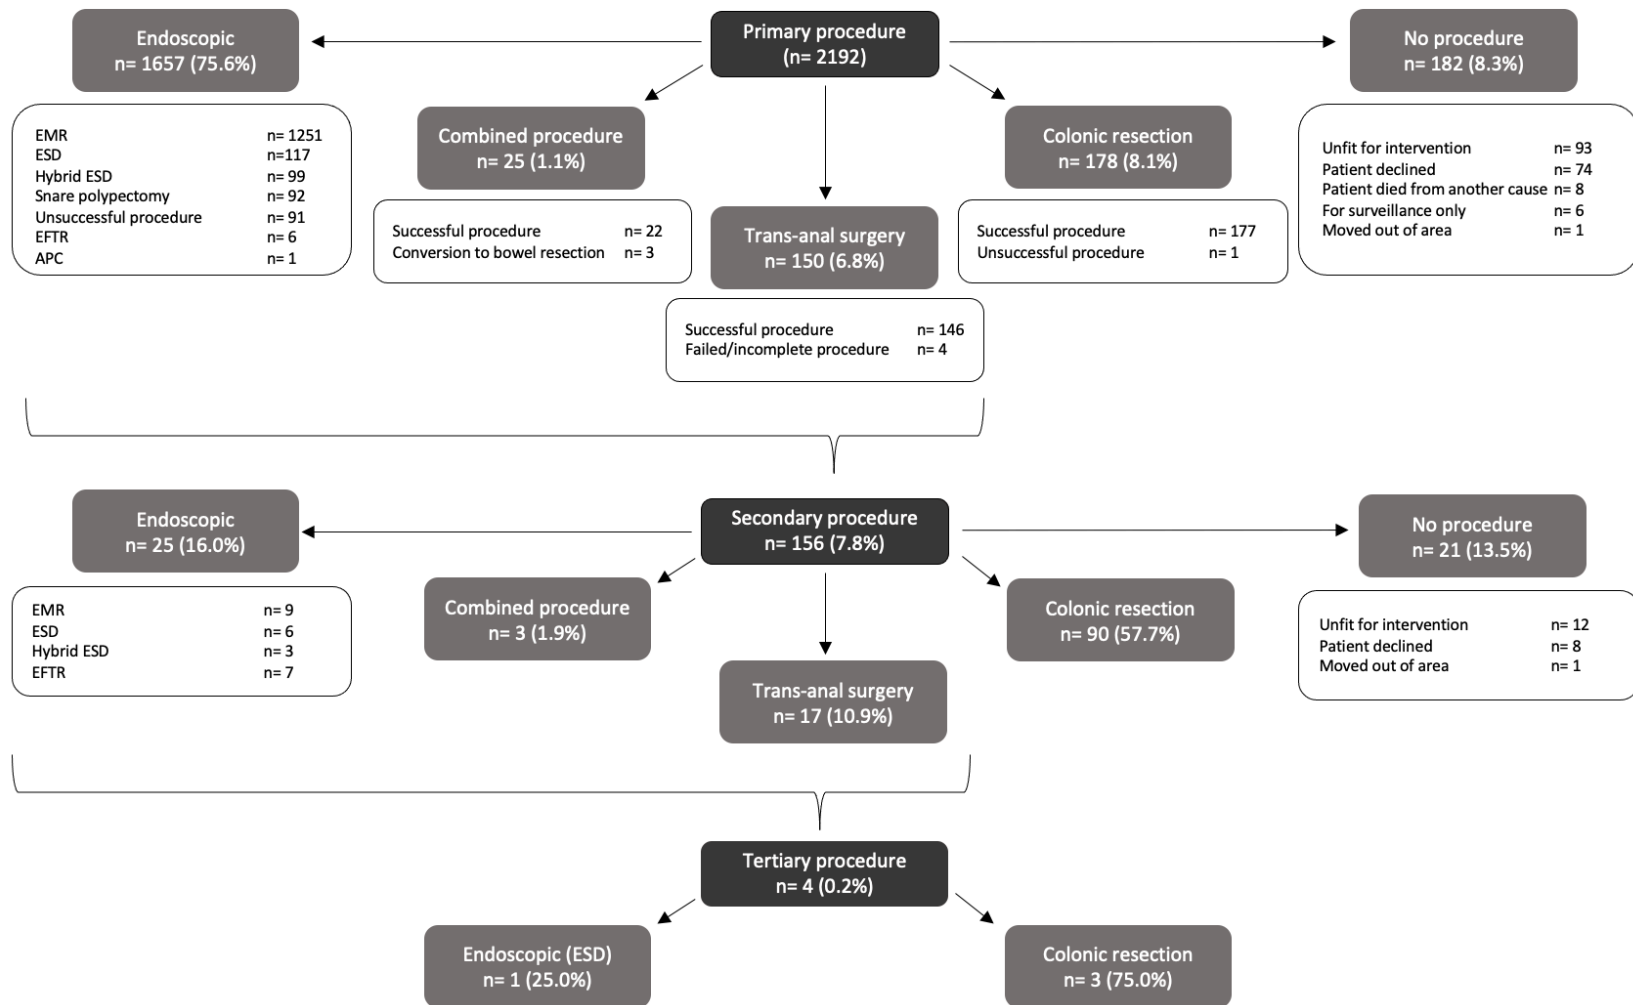 Primary procedure
(n= 2192)
Endoscopic
n= 1657 (75.6%)
EMR n= 1251
ESD n=117
Hybrid ESD n= 99
Snare polypectomy n= 92
Unsuccessful procedure n= 91
EFTR n= 6
APC n= 1
Combined procedure
n= 25 (1.1%)
Successful procedure n= 22
Conversion to bowel resection n= 3
Trans-anal surgery
n= 150 (6.8%)
Successful procedure n= 146
Failed/incomplete procedure n= 4
Colonic resection
n= 178 (8.1%)
Successful procedure n= 177
Unsuccessful procedure n= 1
No procedure
n= 182 (8.3%)
Unfit for intervention n= 93
Patient declined n= 74
Patient died from another cause n= 8
For surveillance only n= 6
Moved out of area n= 1
Secondary procedure
n= 156 (7.8%)
Endoscopic
n= 25 (16.0%)
EMR n= 9
ESD n= 6
Hybrid ESD n= 3
EFTR n= 7
Combined procedure
n= 3 (1.9%)
Trans-anal surgery
n= 17 (10.9%)
Colonic resection
n= 90 (57.7%)
No procedure
n= 21 (13.5%)
Unfit for intervention n= 12
Patient declined n= 8
Moved out of area n= 1
Tertiary procedure
n= 4 (0.2%)
Endoscopic (ESD)
n= 1 (25.0%)
Colonic resection
n= 3 (75.0%)